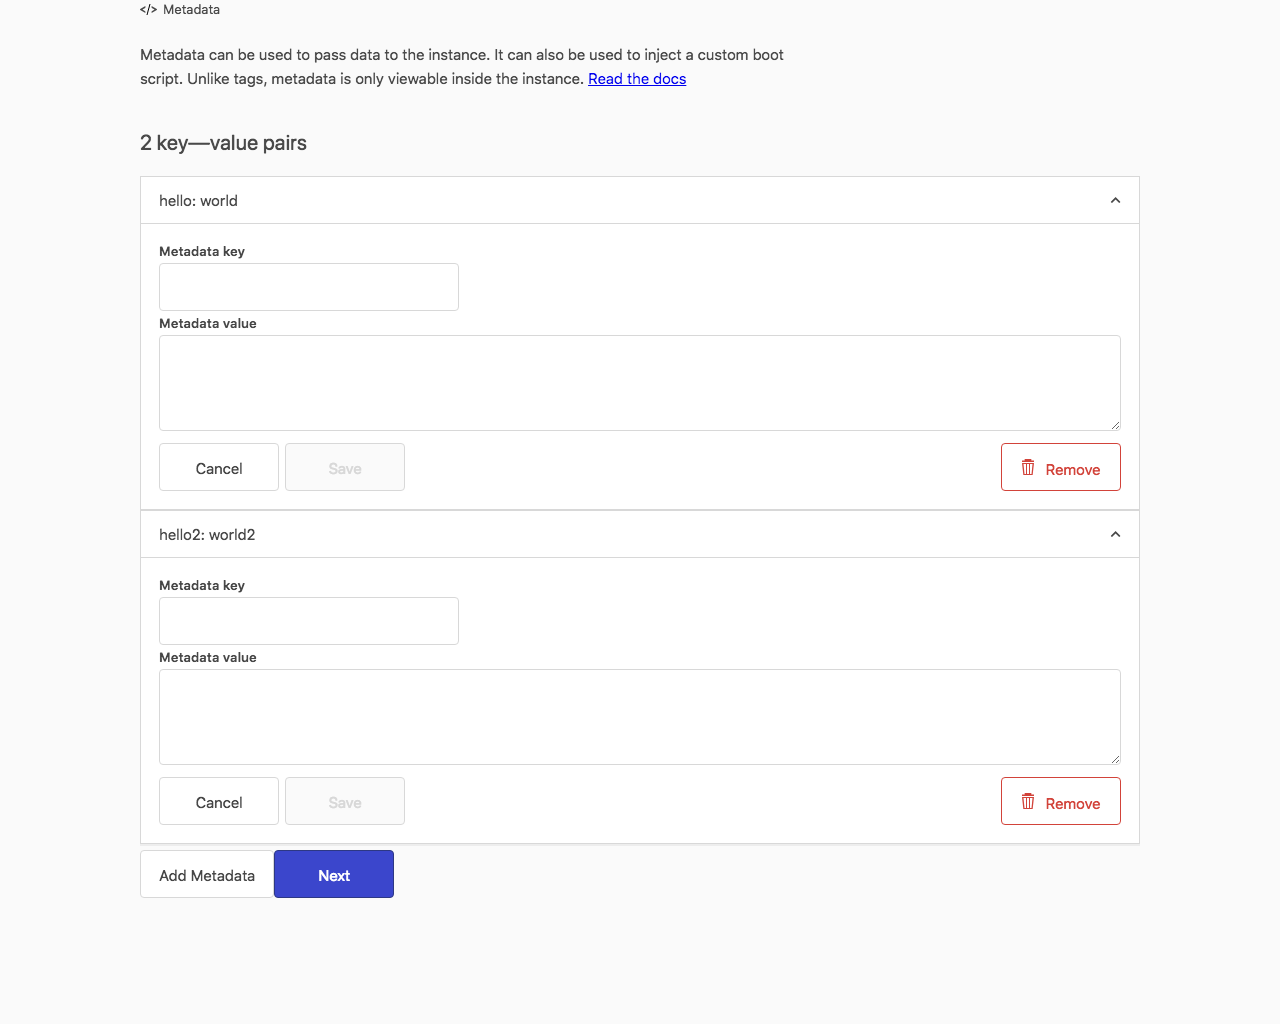 </> Metadata
Metadata can be used to pass data to the instance. It can also be used to inject a custom boot
script. Unlike tags, metadata is only viewable inside the instance. Read the docs
2 key—value pairs
hello: world
Metadata key
Metadata value
Cancel
Save
Remove
hello2: world2
Metadata key
Metadata value
Cancel
Save
Remove
Add Metadata
Next